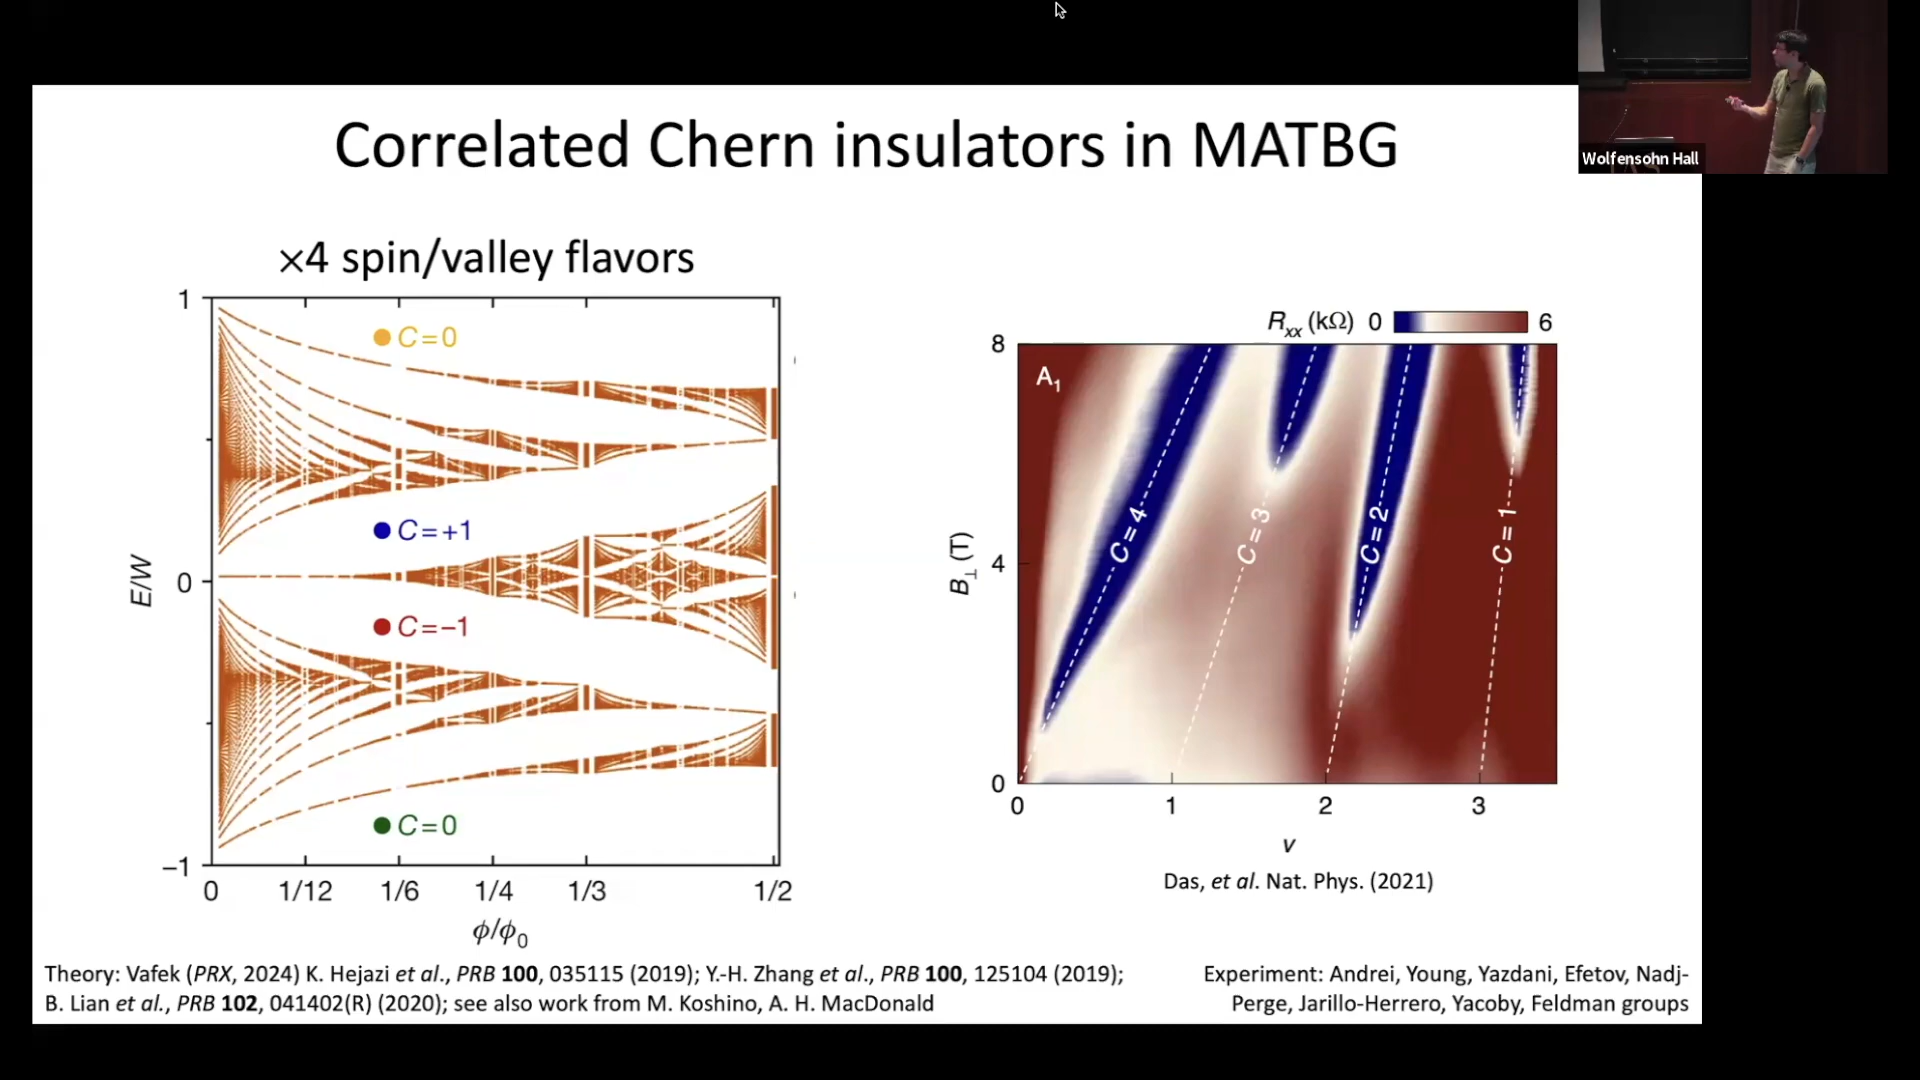 Wolfensohn Hall
Correlated Chern insulators in MATBG
×4 spin/valley flavors
1
0
−1
E/W
C=0
C=+1
C=−1
C=0
0 1/12 1/6 1/4 1/3 1/2
ϕ/ϕ0
Rxx (kΩ) 0 6
A1
8
4
0
B⊥ (T)
C = 4
C = 3
C = 2
C = 1
0 1 2 3
ν
Das, et al. Nat. Phys. (2021)
Theory: Vafek (PRX, 2024) K. Hejazi et al., PRB 100, 035115 (2019); Y.-H. Zhang et al., PRB 100, 125104 (2019);
B. Lian et al., PRB 102, 041402(R) (2020); see also work from M. Koshino, A. H. MacDonald
Experiment: Andrei, Young, Yazdani, Efetov, Nadj-
Perge, Jarillo-Herrero, Yacoby, Feldman groups